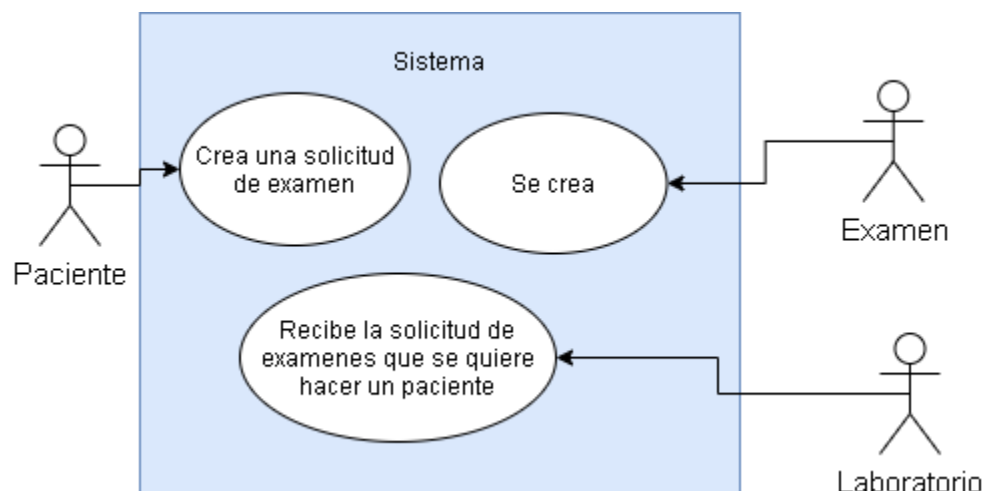 Sistema
Crea una solicitud
de examen
Se crea
Examen
Paciente
Recibe la solicitud de
examenes que se quiere
hacer un paciente
Laboratorio